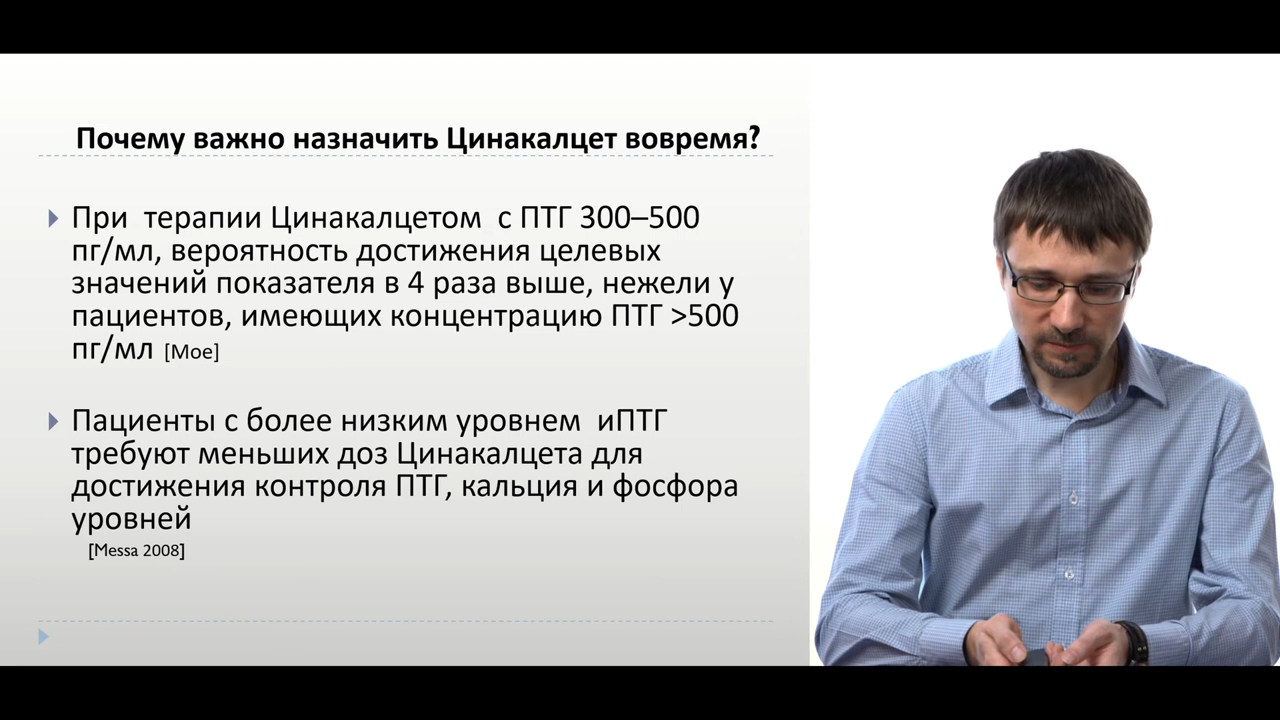 Почему важно назначить Цинакалцет вовремя?
При терапии Цинакалцетом с ПТГ 300–500
пг/мл, вероятность достижения целевых
значений показателя в 4 раза выше, нежели у
пациентов, имеющих концентрацию ПТГ >500
пг/мл [Мое]
Пациенты с более низким уровнем иПТГ
требуют меньших доз Цинакалцета для
достижения контроля ПТГ, кальция и фосфора
уровней
[Messa 2008]